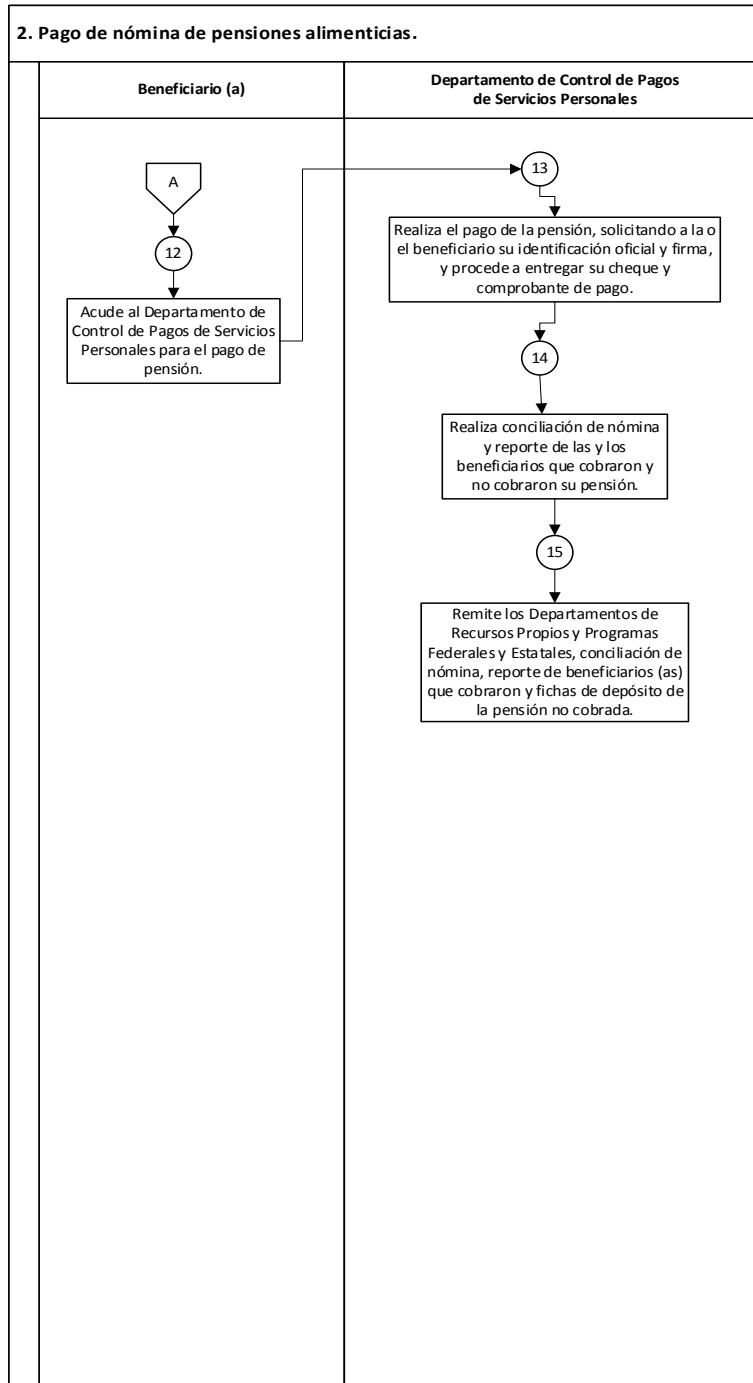 2. Pago de nómina de pensiones alimenticias.
Beneficiario (a)
Departamento de Control de Pagos
de Servicios Personales
A
12
Acude al Departamento de
Control de Pagos de Servicios
Personales para el pago de
pensión.
13
Realiza el pago de la pensión, solicitando a la o
el beneficiario su identificación oficial y firma,
y procede a entregar su cheque y
comprobante de pago.
14
Realiza conciliación de nómina
y reporte de las y los
beneficiarios que cobraron y
no cobraron su pensión.
15
Remite los Departamentos de
Recursos Propios y Programas
Federales y Estatales, conciliación de
nómina, reporte de beneficiarios (as)
que cobraron y fichas de depósito de
la pensión no cobrada.